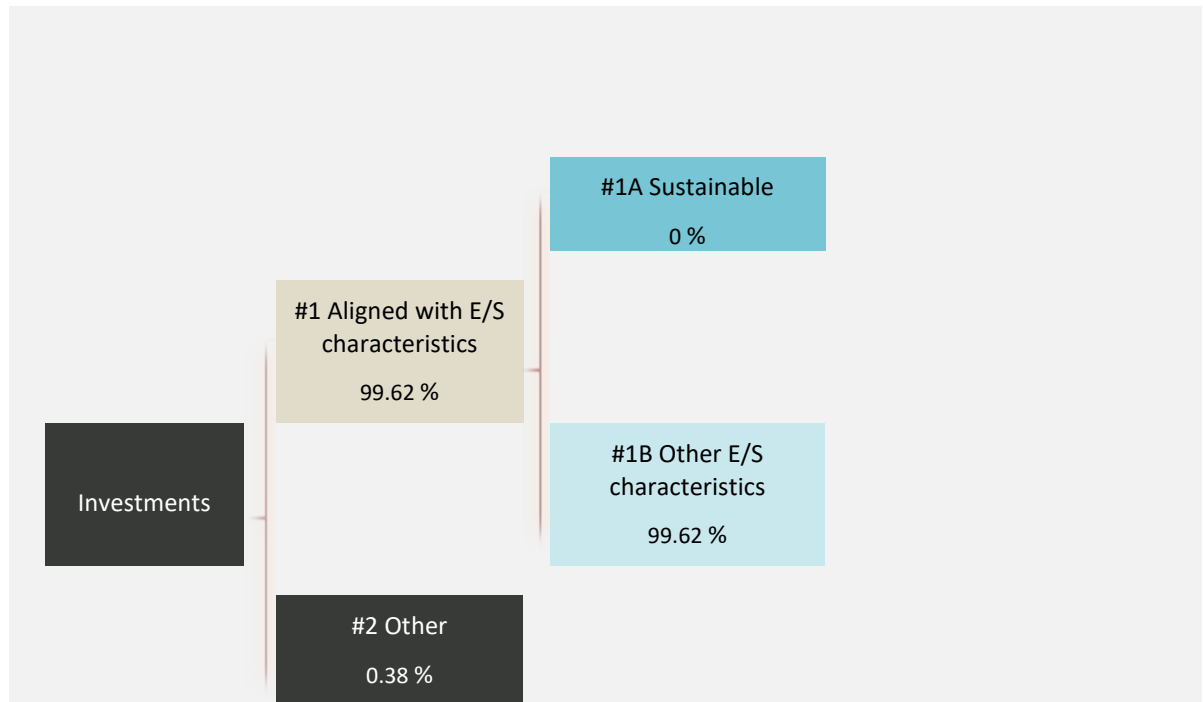 #1A Sustainable
0 %
#1 Aligned with E/S
characteristics
99.62 %
#1B Other E/S
characteristics
99.62 %
Investments
#2 Other
0.38 %